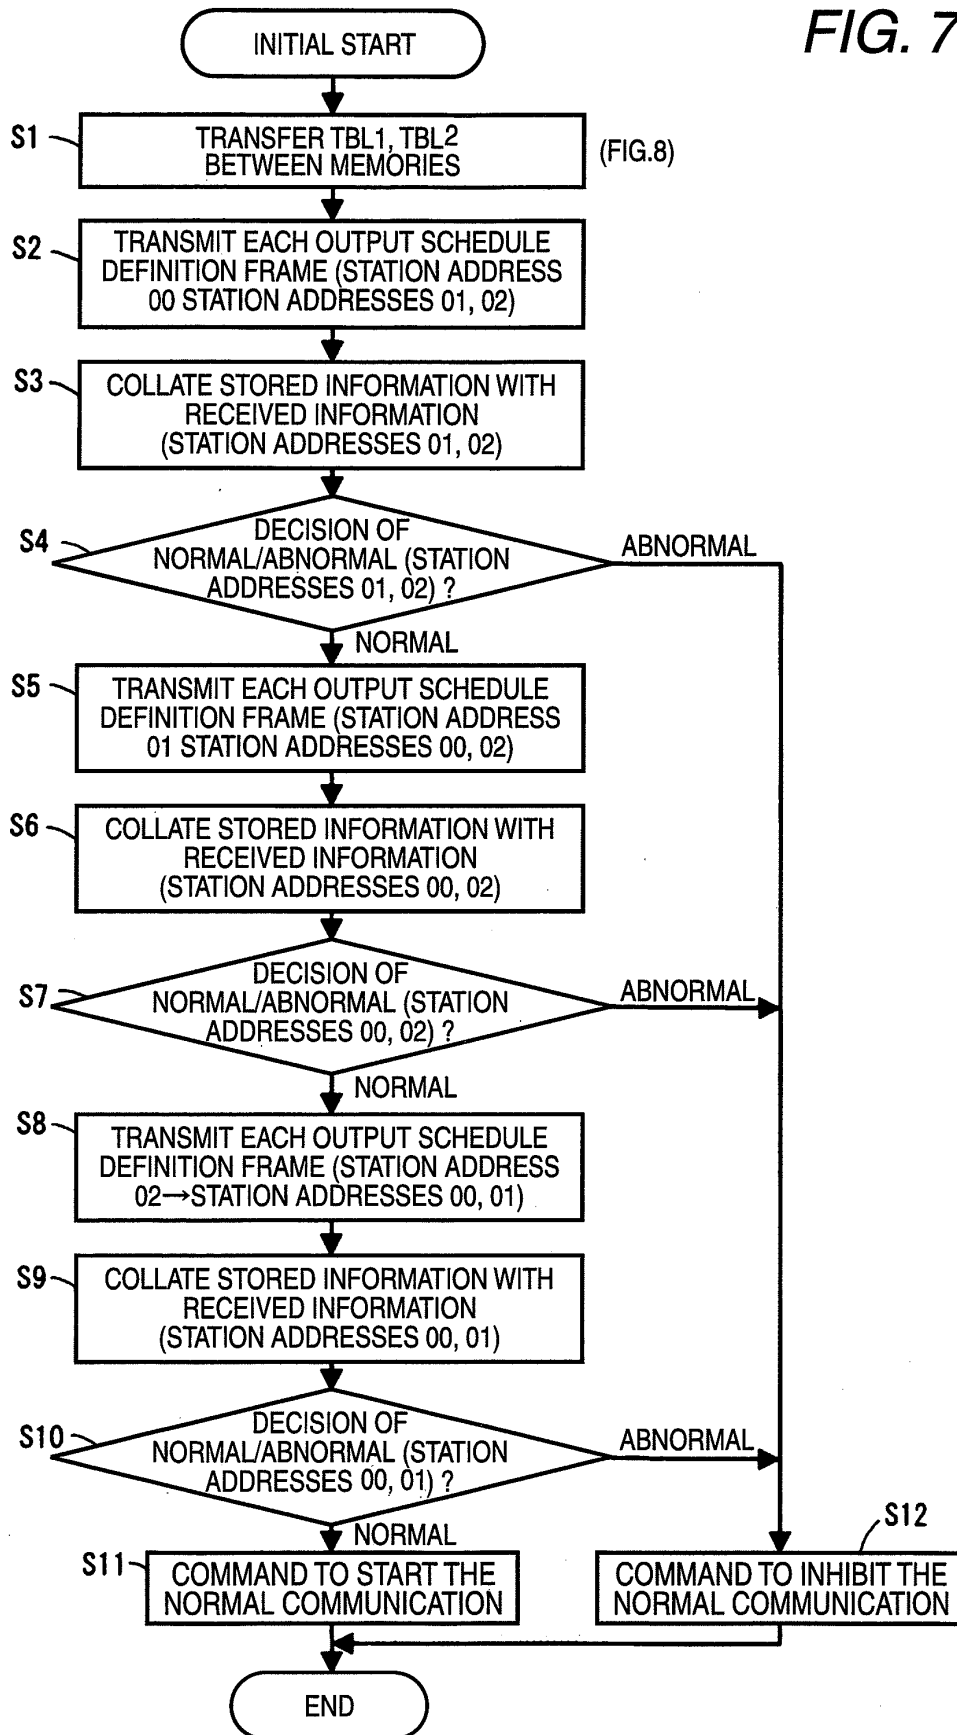 FIG. 7
INITIAL START
S1
TRANSFER TBL1, TBL2
BETWEEN MEMORIES
(FIG.8)
S2
TRANSMIT EACH OUTPUT SCHEDULE
DEFINITION FRAME (STATION ADDRESS
00 STATION ADDRESSES 01, 02)
S3
COLLATE STORED INFORMATION WITH
RECEIVED INFORMATION
(STATION ADDRESSES 01, 02)
S4
DECISION OF
NORMAL/ABNORMAL (STATION
ADDRESSES 01, 02) ?
ABNORMAL
NORMAL
S5
TRANSMIT EACH OUTPUT SCHEDULE
DEFINITION FRAME (STATION ADDRESS
01 STATION ADDRESSES 00, 02)
S6
COLLATE STORED INFORMATION WITH
RECEIVED INFORMATION
(STATION ADDRESSES 00, 02)
S7
DECISION OF
NORMAL/ABNORMAL (STATION
ADDRESSES 00, 02) ?
ABNORMAL
NORMAL
S8
TRANSMIT EACH OUTPUT SCHEDULE
DEFINITION FRAME (STATION ADDRESS
02→STATION ADDRESSES 00, 01)
S9
COLLATE STORED INFORMATION WITH
RECEIVED INFORMATION
(STATION ADDRESSES 00, 01)
S10
DECISION OF
NORMAL/ABNORMAL (STATION
ADDRESSES 00, 01) ?
ABNORMAL
NORMAL
S11
COMMAND TO START THE
NORMAL COMMUNICATION
S12
COMMAND TO INHIBIT THE
NORMAL COMMUNICATION
END